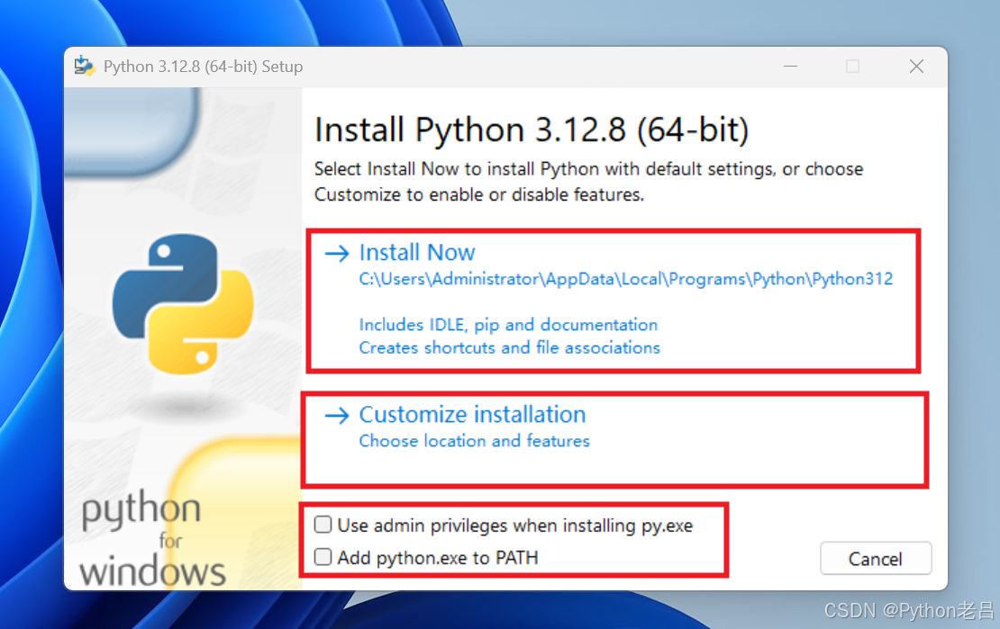 Python 3.12.8 (64-bit) Setup
Install Python 3.12.8 (64-bit)
Select Install Now to install Python with default settings, or choose
Customize to enable or disable features.
Install Now
C:\Users\Administrator\AppData\Local\Programs\Python\Python312
Includes IDLE, pip and documentation
Creates shortcuts and file associations
Customize installation
Choose location and features
python
for
windows
Use admin privileges when installing py.exe
Add python.exe to PATH
Cancel
CSDN @Python老吕